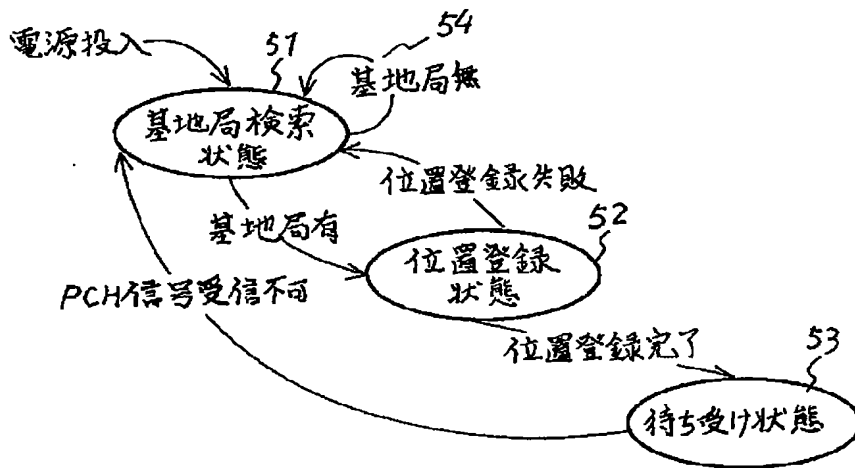 電源投入
51
54
基地局無
基地局検索
状態
位置登録失敗
基地局有
52
位置登録
状態
PCH信号受信不可
位置登録完了
53
待ち受け状態